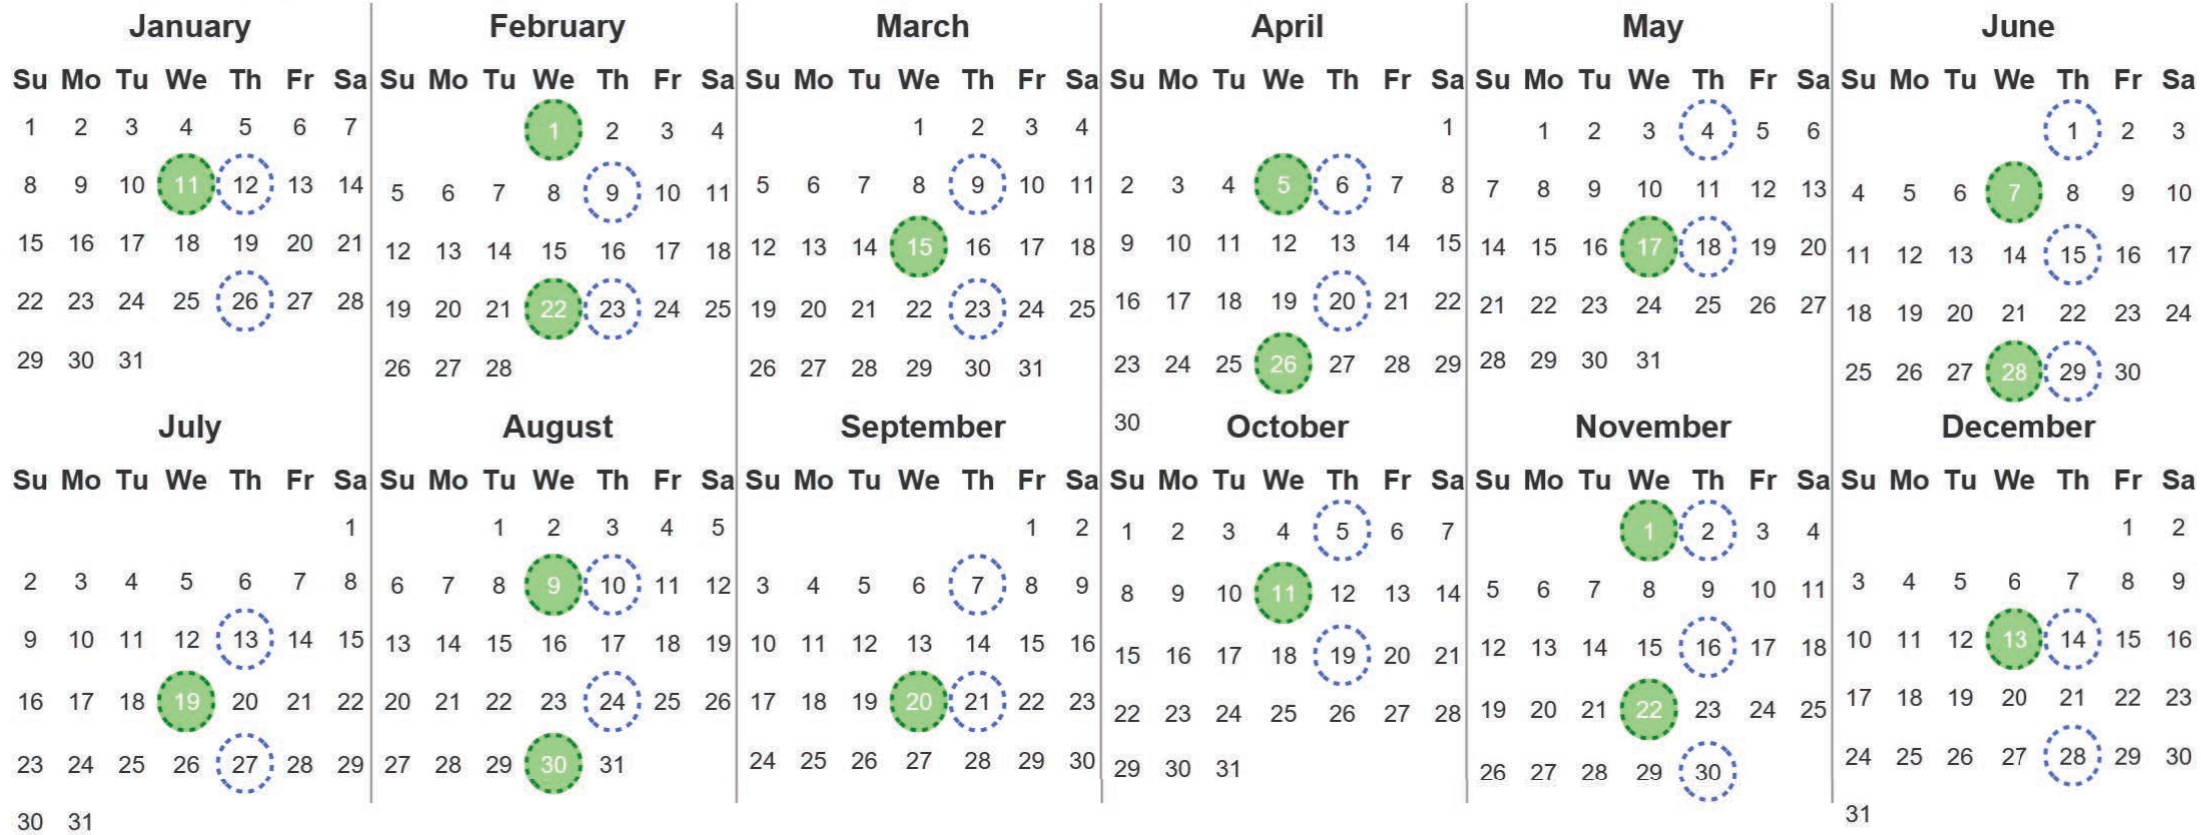 January
Su Mo Tu We Th Fr Sa
1 2 3 4 5 6 7
8 9 10 11 12 13 14
15 16 17 18 19 20 21
22 23 24 25 26 27 28
29 30 31
February
Su Mo Tu We Th Fr Sa
1 2 3 4
5 6 7 8 9 10 11
12 13 14 15 16 17 18
19 20 21 22 23 24 25
26 27 28
March
Su Mo Tu We Th Fr Sa
1 2 3 4
5 6 7 8 9 10 11
12 13 14 15 16 17 18
19 20 21 22 23 24 25
26 27 28 29 30 31
April
Su Mo Tu We Th Fr Sa
1
2 3 4 5 6 7 8
9 10 11 12 13 14 15
16 17 18 19 20 21 22
23 24 25 26 27 28 29
30
May
Su Mo Tu We Th Fr Sa
1 2 3 4 5 6
7 8 9 10 11 12 13
14 15 16 17 18 19 20
21 22 23 24 25 26 27
28 29 30 31
June
Su Mo Tu We Th Fr Sa
1 2 3
4 5 6 7 8 9 10
11 12 13 14 15 16 17
18 19 20 21 22 23 24
25 26 27 28 29 30
July
Su Mo Tu We Th Fr Sa
1
2 3 4 5 6 7 8
9 10 11 12 13 14 15
16 17 18 19 20 21 22
23 24 25 26 27 28 29
30 31
August
Su Mo Tu We Th Fr Sa
1 2 3 4 5
6 7 8 9 10 11 12
13 14 15 16 17 18 19
20 21 22 23 24 25 26
27 28 29 30 31
September
Su Mo Tu We Th Fr Sa
1 2
3 4 5 6 7 8 9
10 11 12 13 14 15 16
17 18 19 20 21 22 23
24 25 26 27 28 29 30
October
Su Mo Tu We Th Fr Sa
1 2 3 4 5 6 7
8 9 10 11 12 13 14
15 16 17 18 19 20 21
22 23 24 25 26 27 28
29 30 31
November
Su Mo Tu We Th Fr Sa
1 2 3 4
5 6 7 8 9 10 11
12 13 14 15 16 17 18
19 20 21 22 23 24 25
26 27 28 29 30
December
Su Mo Tu We Th Fr Sa
1 2
3 4 5 6 7 8 9
10 11 12 13 14 15 16
17 18 19 20 21 22 23
24 25 26 27 28 29 30
31